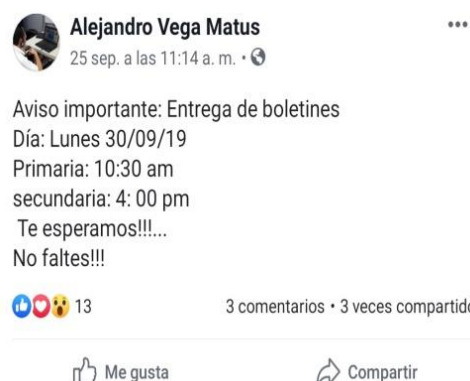 Alejandro Vega Matus
25 sep. a las 11:14 a. m. •
Aviso importante: Entrega de boletines
Día: Lunes 30/09/19
Primaria: 10:30 am
secundaria: 4: 00 pm
Te esperamos!!!...
No faltes!!!
13
3 comentarios • 3 veces compartido
Me gusta
Compartir